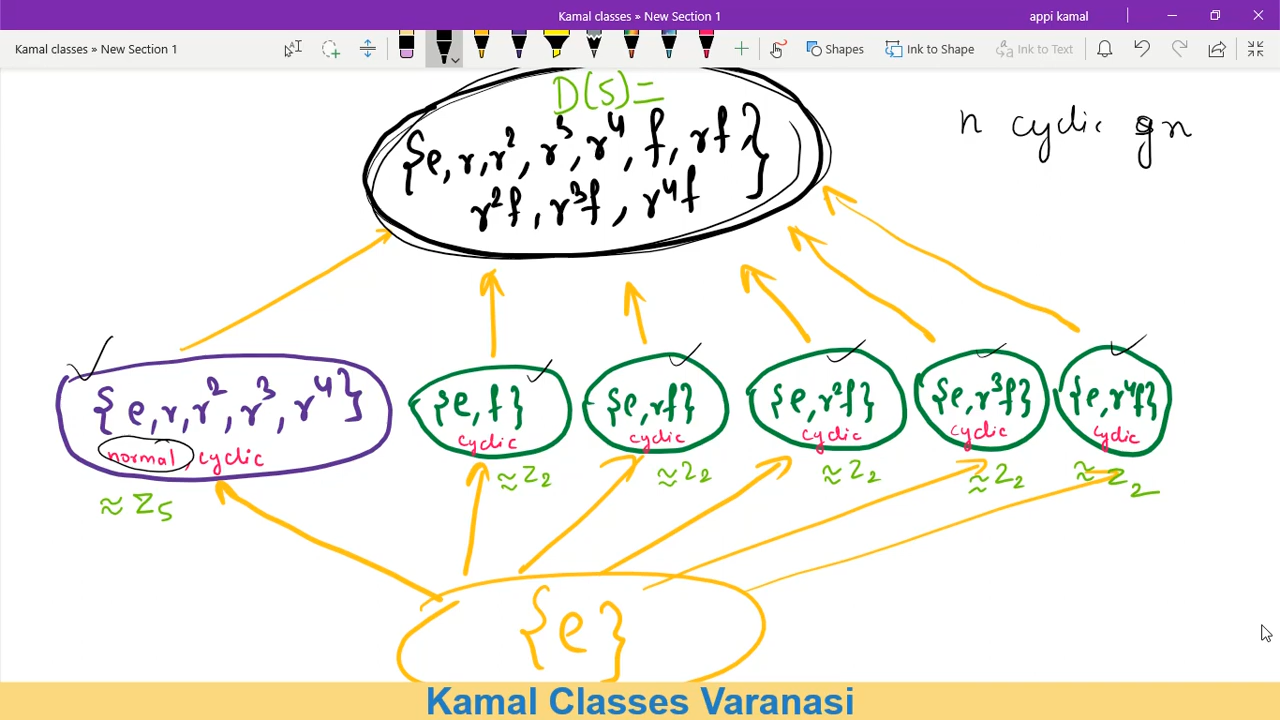 Kamal classes » New Section 1
appi kamal
Kamal classes » New Section 1
Shapes
Ink to Shape
Ink to Text
D(5)=
{e, r, r², r³, r⁴, f, rf,
r²f, r³f, r⁴f}
n cyclic gn
{e, r, r², r³, r⁴}
normal, cyclic
≈ Z₅
{e, f}
cyclic
≈ Z₂
{e, rf}
cyclic
≈ Z₂
{e, r²f}
cyclic
≈ Z₂
{e, r³f}
cyclic
≈ Z₂
{e, r⁴f}
cyclic
≈ Z₂
{e}
Kamal Classes Varanasi